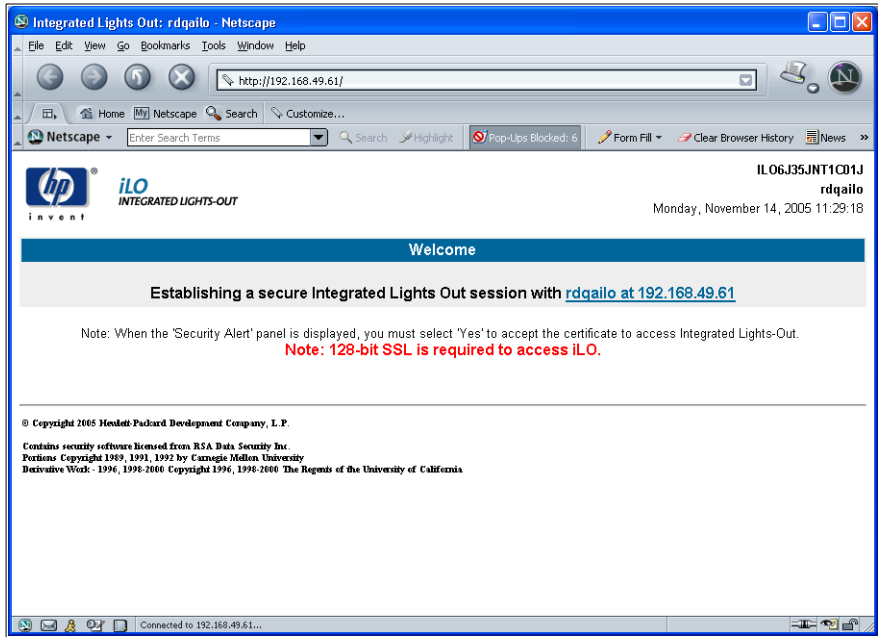 Integrated Lights Out: rdqailo - Netscape
File Edit View Go Bookmarks Tools Window Help
http://192.168.49.61/
Home My Netscape Search Customize...
Netscape Enter Search Terms Search Highlight Pop-Ups Blocked: 6 Form Fill Clear Browser History News »
hp
invent
iLO
INTEGRATED LIGHTS-OUT
ILO6J35JNT1C01J
rdqailo
Monday, November 14, 2005 11:29:18
Welcome
Establishing a secure Integrated Lights Out session with rdqailo at 192.168.49.61
Note: When the 'Security Alert' panel is displayed, you must select 'Yes' to accept the certificate to access Integrated Lights-Out.
Note: 128-bit SSL is required to access iLO.
© Copyright 2005 Hewlett-Packard Development Company, L.P.
Contains security software licensed from RSA Data Security Inc.
Portions Copyright 1989, 1991, 1992 by Carnegie Mellon University
Derivative Work - 1996, 1998-2000 Copyright 1996, 1998-2000 The Regents of the University of California
Connected to 192.168.49.61...